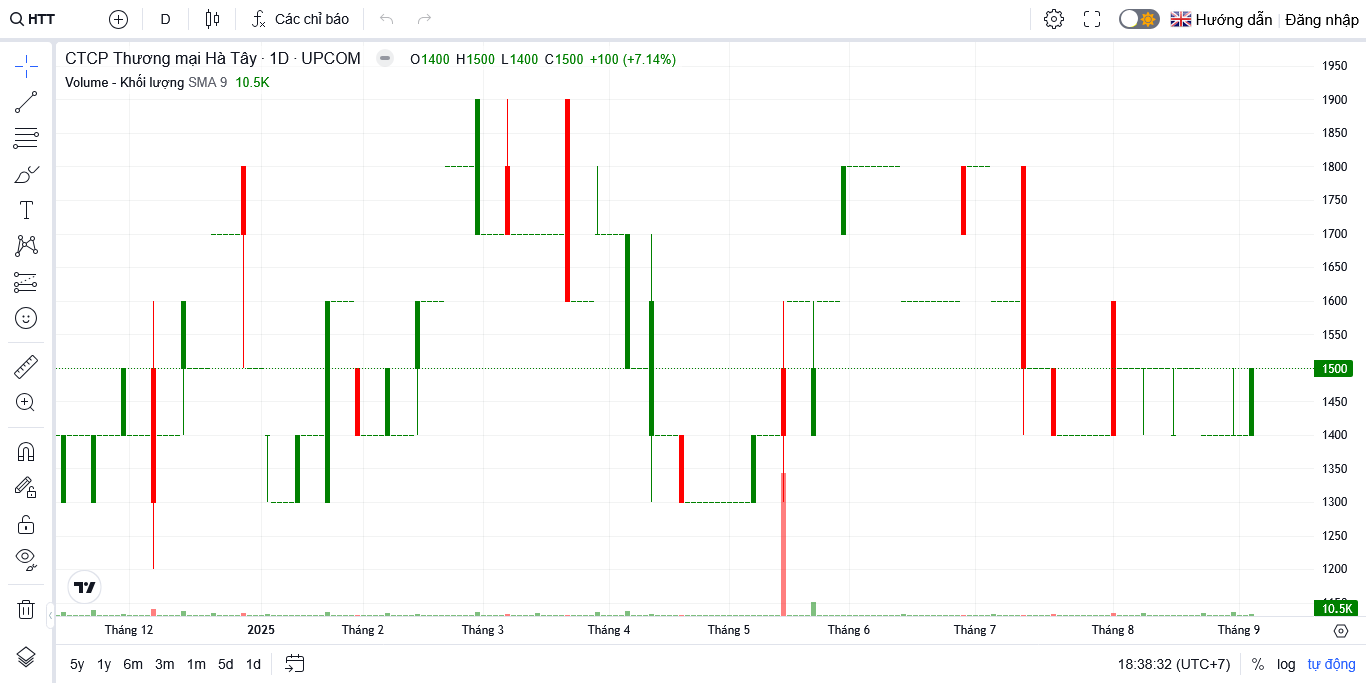 HTT D Các chỉ báo Hướng dẫn Đăng nhập
CTCP Thương mại Hà Tây · 1D · UPCOM O1400 H1500 L1400 C1500 +100 (+7.14%)
Volume - Khối lượng SMA 9 10.5K
1950
1900
1850
1800
1750
1700
1650
1600
1550
1500
1450
1400
1350
1300
1250
1200
10.5K
Tháng 12 2025 Tháng 2 Tháng 3 Tháng 4 Tháng 5 Tháng 6 Tháng 7 Tháng 8 Tháng 9
5y 1y 6m 3m 1m 5d 1d 18:38:32 (UTC+7) % log tự động